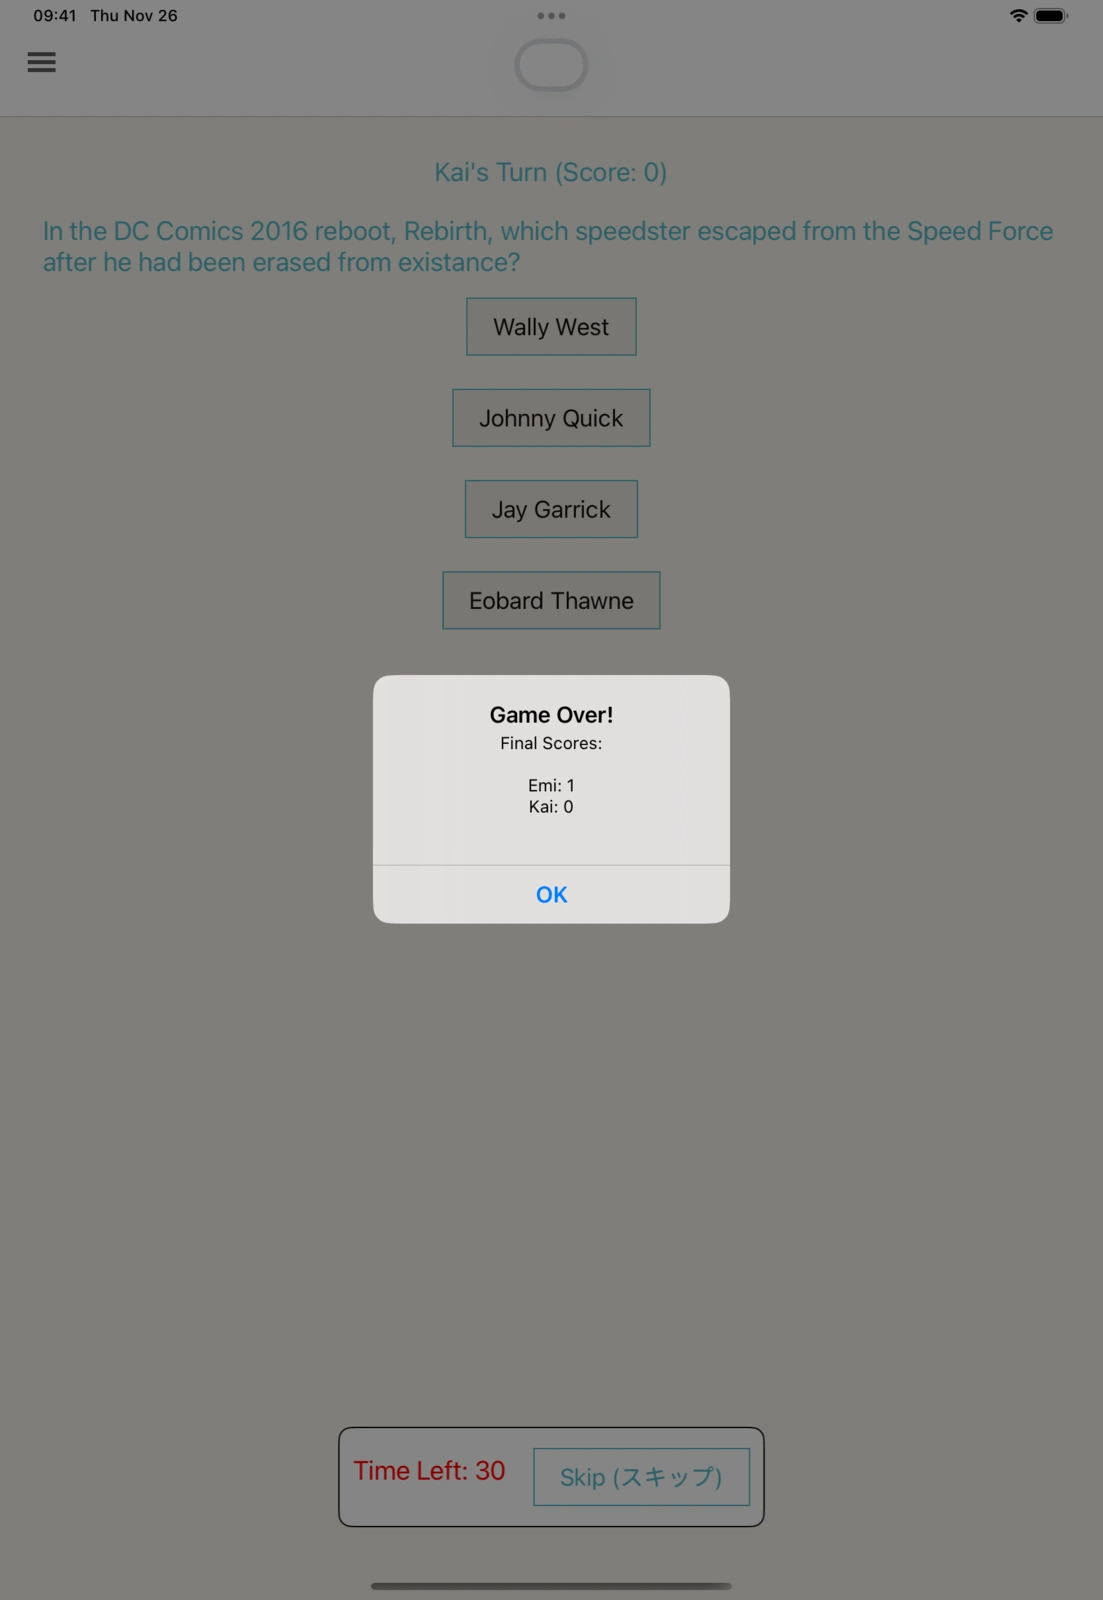 09:41 Thu Nov 26
Kai's Turn (Score: 0)
In the DC Comics 2016 reboot, Rebirth, which speedster escaped from the Speed Force
after he had been erased from existance?
Wally West
Johnny Quick
Jay Garrick
Eobard Thawne
Game Over!
Final Scores:
Emi: 1
Kai: 0
OK
Time Left: 30
Skip (スキップ)